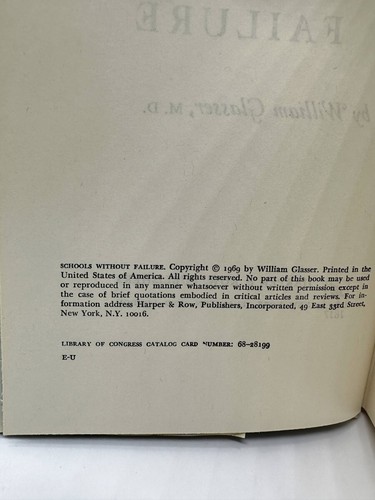 FAILURE
by William Glasser, M.D.
SCHOOLS WITHOUT FAILURE. Copyright © 1969 by William Glasser. Printed in the
United States of America. All rights reserved. No part of this book may be used
or reproduced in any manner whatsoever without written permission except in
the case of brief quotations embodied in critical articles and reviews. For in-
formation address Harper & Row, Publishers, Incorporated, 49 East 33rd Street,
New York, N.Y. 10016.
LIBRARY OF CONGRESS CATALOG CARD NUMBER: 68-28199
E-U